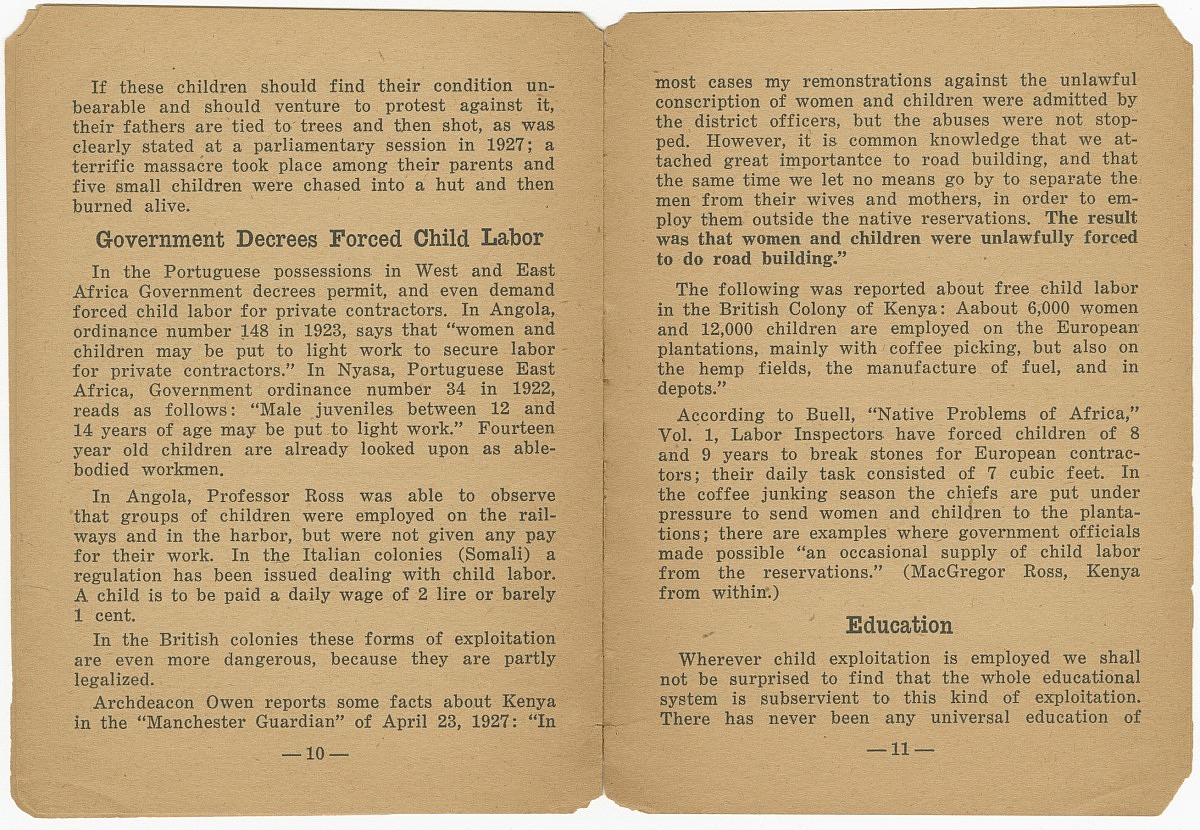 If these children should find their condition un-
bearable and should venture to protest against it,
their fathers are tied to trees and then shot, as was
clearly stated at a parliamentary session in 1927; a
terrific massacre took place among their parents and
five small children were chased into a hut and then
burned alive.
Government Decrees Forced Child Labor
In the Portuguese possessions in West and East
Africa Government decrees permit, and even demand
forced child labor for private contractors. In Angola,
ordinance number 148 in 1923, says that "women and
children may be put to light work to secure labor
for private contractors." In Nyasa, Portuguese East
Africa, Government ordinance number 34 in 1922,
reads as follows: "Male juveniles between 12 and
14 years of age may be put to light work." Fourteen
year old children are already looked upon as able-
bodied workmen.
In Angola, Professor Ross was able to observe
that groups of children were employed on the rail-
ways and in the harbor, but were not given any pay
for their work. In the Italian colonies (Somali) a
regulation has been issued dealing with child labor.
A child is to be paid a daily wage of 2 lire or barely
1 cent.
In the British colonies these forms of exploitation
are even more dangerous, because they are partly
legalized.
Archdeacon Owen reports some facts about Kenya
in the "Manchester Guardian" of April 23, 1927: "In
—10—
most cases my remonstrations against the unlawful
conscription of women and children were admitted by
the district officers, but the abuses were not stop-
ped. However, it is common knowledge that we at-
tached great importantce to road building, and that
the same time we let no means go by to separate the
men from their wives and mothers, in order to em-
ploy them outside the native reservations. The result
was that women and children were unlawfully forced
to do road building."
The following was reported about free child labor
in the British Colony of Kenya: Aabout 6,000 women
and 12,000 children are employed on the European
plantations, mainly with coffee picking, but also on
the hemp fields, the manufacture of fuel, and in
depots."
According to Buell, "Native Problems of Africa,"
Vol. 1, Labor Inspectors have forced children of 8
and 9 years to break stones for European contrac-
tors; their daily task consisted of 7 cubic feet. In
the coffee junking season the chiefs are put under
pressure to send women and children to the planta-
tions; there are examples where government officials
made possible "an occasional supply of child labor
from the reservations." (MacGregor Ross, Kenya
from within.)
Education
Wherever child exploitation is employed we shall
not be surprised to find that the whole educational
system is subservient to this kind of exploitation.
There has never been any universal education of
—11—